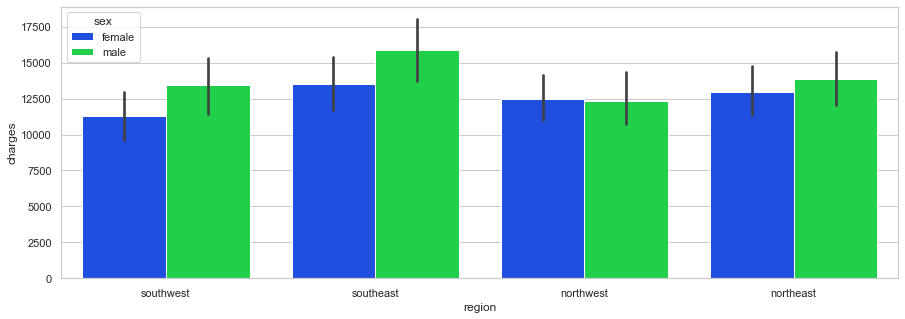 sex
female
male
17500
15000
12500
10000
7500
5000
2500
0
charges
southwest southeast northwest northeast
region